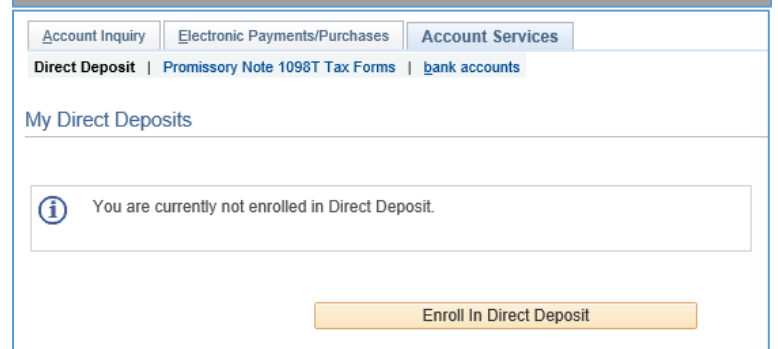 Account Inquiry Electronic Payments/Purchases Account Services
Direct Deposit | Promissory Note 1098T Tax Forms | bank accounts
My Direct Deposits
You are currently not enrolled in Direct Deposit.
Enroll In Direct Deposit